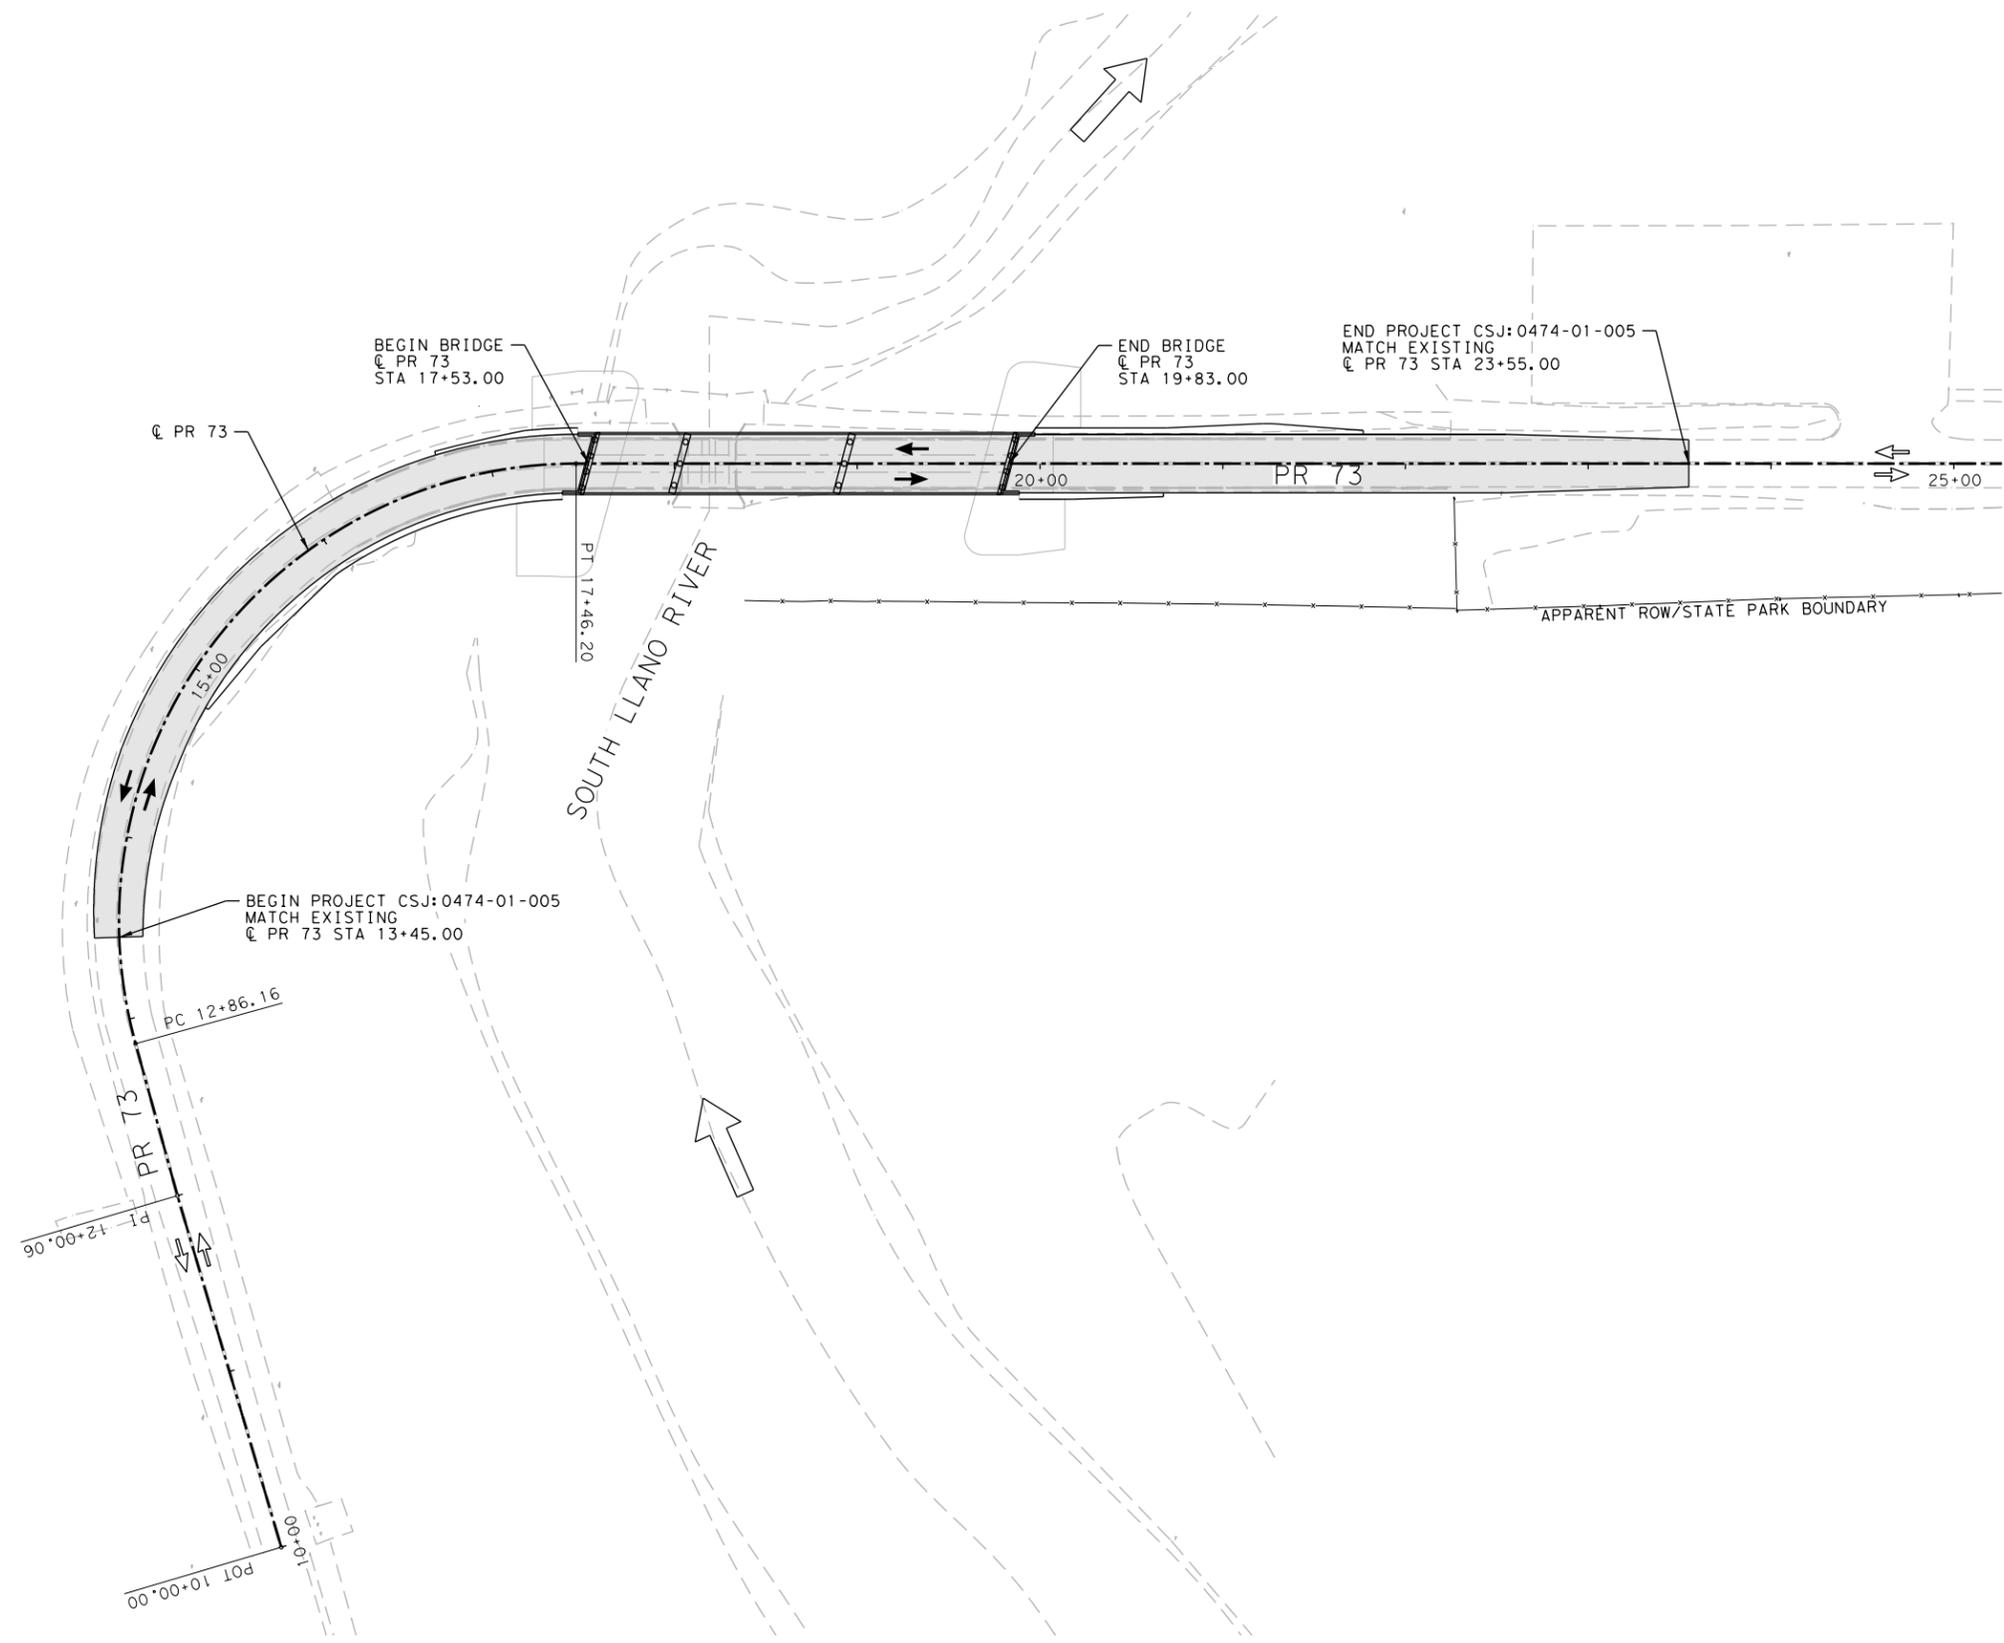 BEGIN BRIDGE
℄ PR 73
STA 17+53.00
END BRIDGE
℄ PR 73
STA 19+83.00
END PROJECT CSJ:0474-01-005
MATCH EXISTING
℄ PR 73 STA 23+55.00
℄ PR 73
20+00
PR 73
25+00
PT 17+46.20
SOUTH LLANO RIVER
APPARENT ROW/STATE PARK BOUNDARY
15+00
BEGIN PROJECT CSJ:0474-01-005
MATCH EXISTING
℄ PR 73 STA 13+45.00
PC 12+86.16
PR 73
PI 12+00.06
10+00
POT 10+00.00